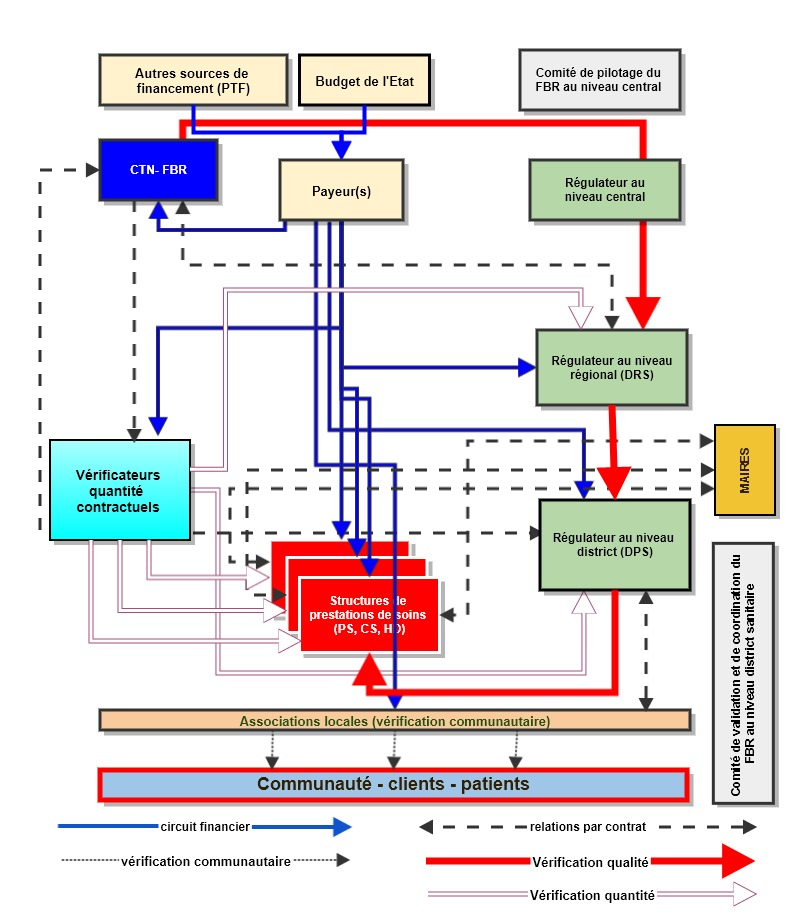 Autres sources de
financement (PTF)
Budget de l'Etat
Comité de pilotage du
FBR au niveau central
CTN- FBR
Payeur(s)
Régulateur au
niveau central
Régulateur au niveau
régional (DRS)
MAIRES
Vérificateurs
quantité
contractuels
Régulateur au niveau
district (DPS)
Structures de
prestations de soins
(PS, CS, HD)
Comité de validation et de coordination du
FBR au niveau district sanitaire
Associations locales (vérification communautaire)
Communauté - clients - patients
circuit financier
relations par contrat
vérification communautaire
Vérification qualité
Vérification quantité